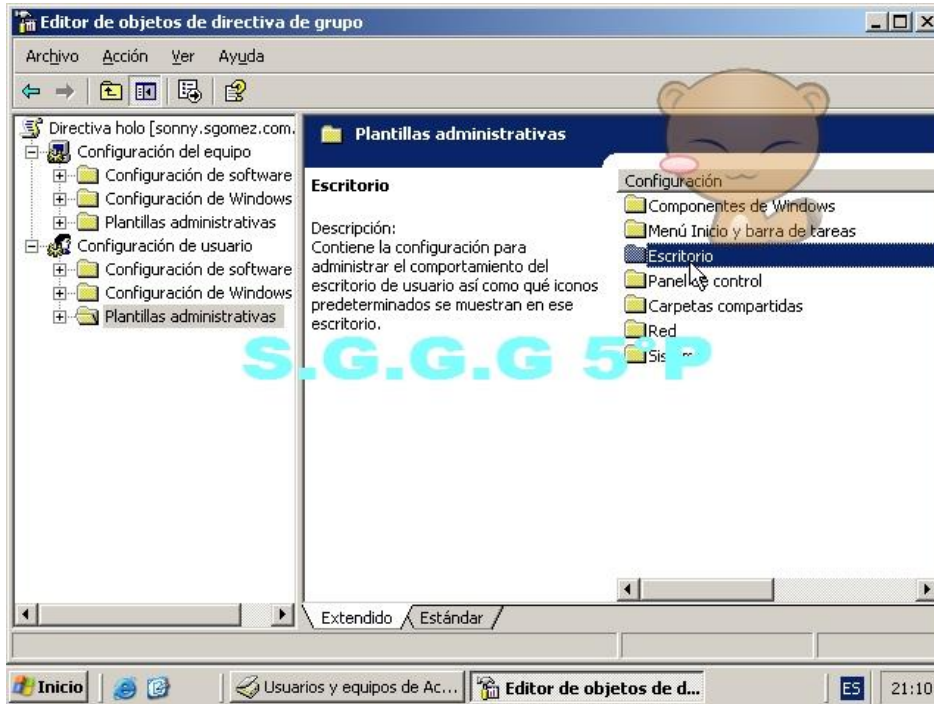 Editor de objetos de directiva de grupo
Archivo Acción Ver Ayuda
Directiva holo [sonny.sgomez.com.
Configuración del equipo
Configuración de software
Configuración de Windows
Plantillas administrativas
Configuración de usuario
Configuración de software
Configuración de Windows
Plantillas administrativas
Plantillas administrativas
Escritorio
Descripción:
Contiene la configuración para
administrar el comportamiento del
escritorio de usuario así como qué iconos
predeterminados se muestran en ese
escritorio.
Configuración
Componentes de Windows
Menú Inicio y barra de tareas
Escritorio
Panel de control
Carpetas compartidas
Red
S.G.G.G 5°P
Extendido Estándar
Inicio
Usuarios y equipos de Ac...
Editor de objetos de d...
ES
21:10